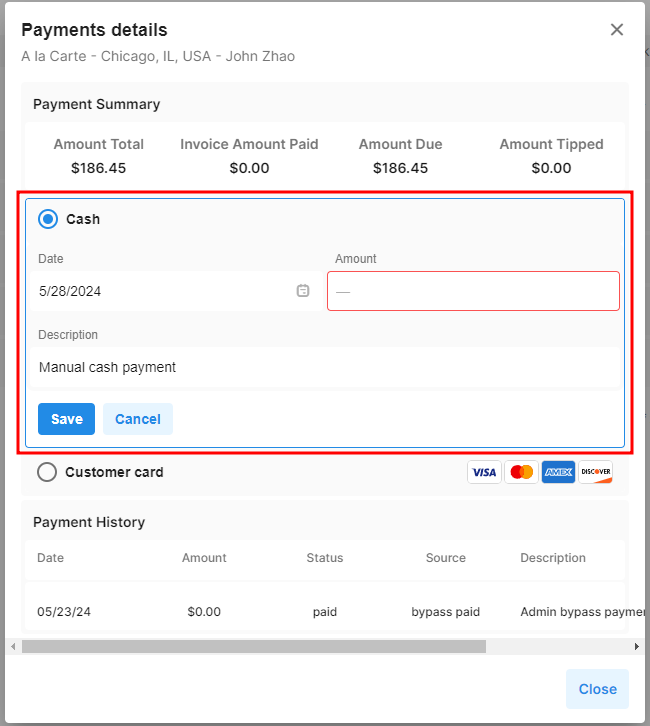 Payments details
A la Carte - Chicago, IL, USA - John Zhao
Payment Summary
Amount Total Invoice Amount Paid Amount Due Amount Tipped
$186.45 $0.00 $186.45 $0.00
Cash
Date Amount
5/28/2024 —
Description
Manual cash payment
Save Cancel
Customer card VISA AMEX DISCOVER
Payment History
Date Amount Status Source Description
05/23/24 $0.00 paid bypass paid Admin bypass paymen
Close